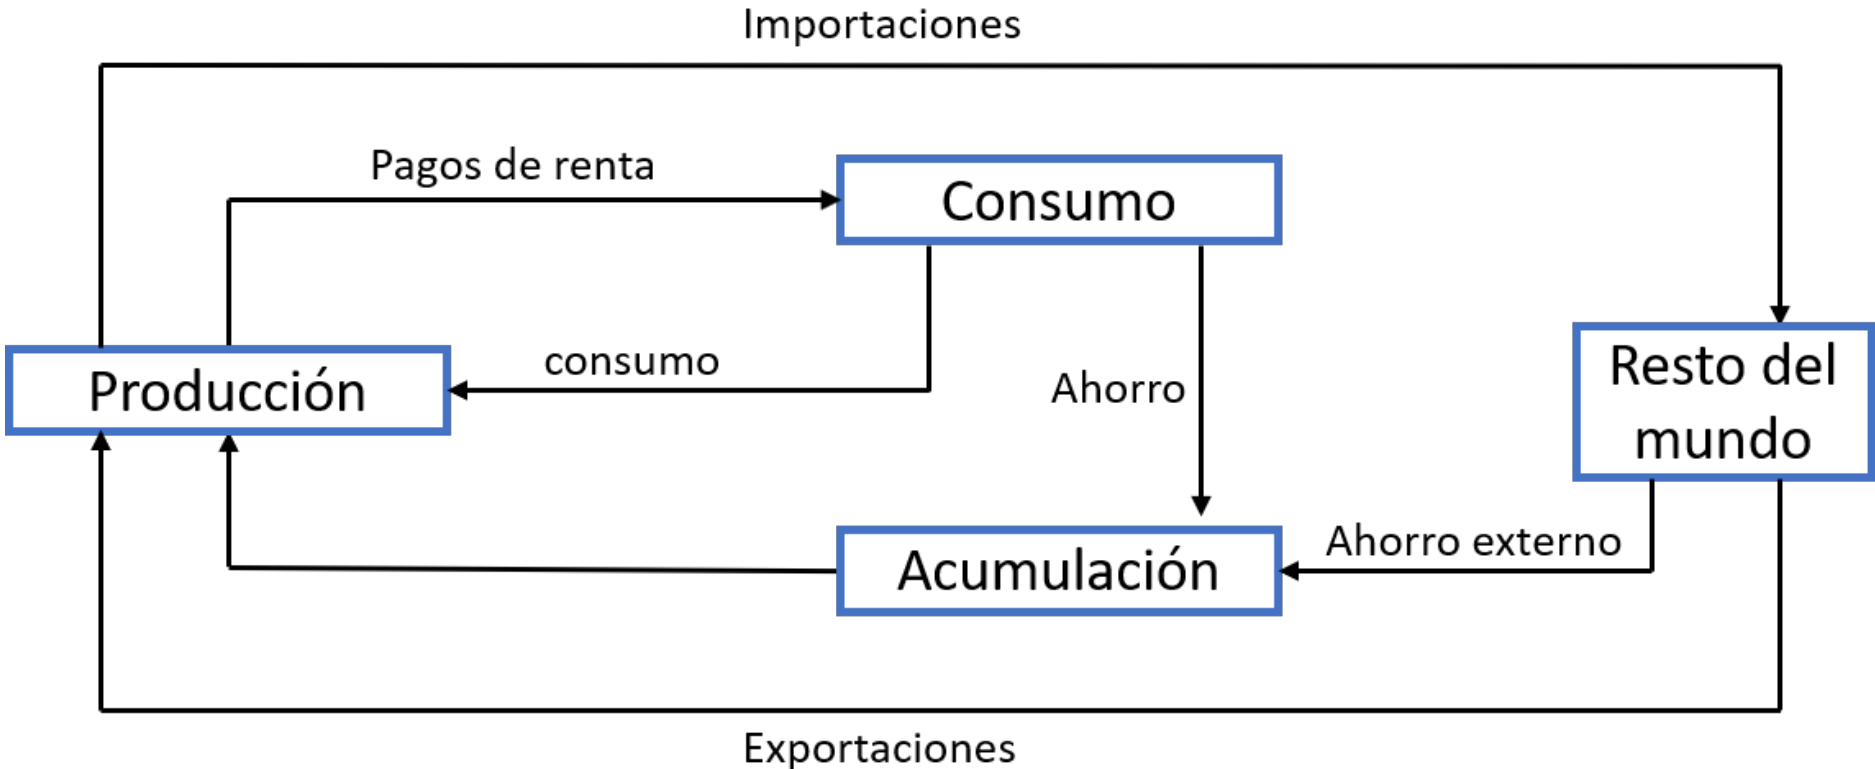 Importaciones
Pagos de renta
Consumo
Producción
consumo
Ahorro
Resto del
mundo
Ahorro externo
Acumulación
Exportaciones